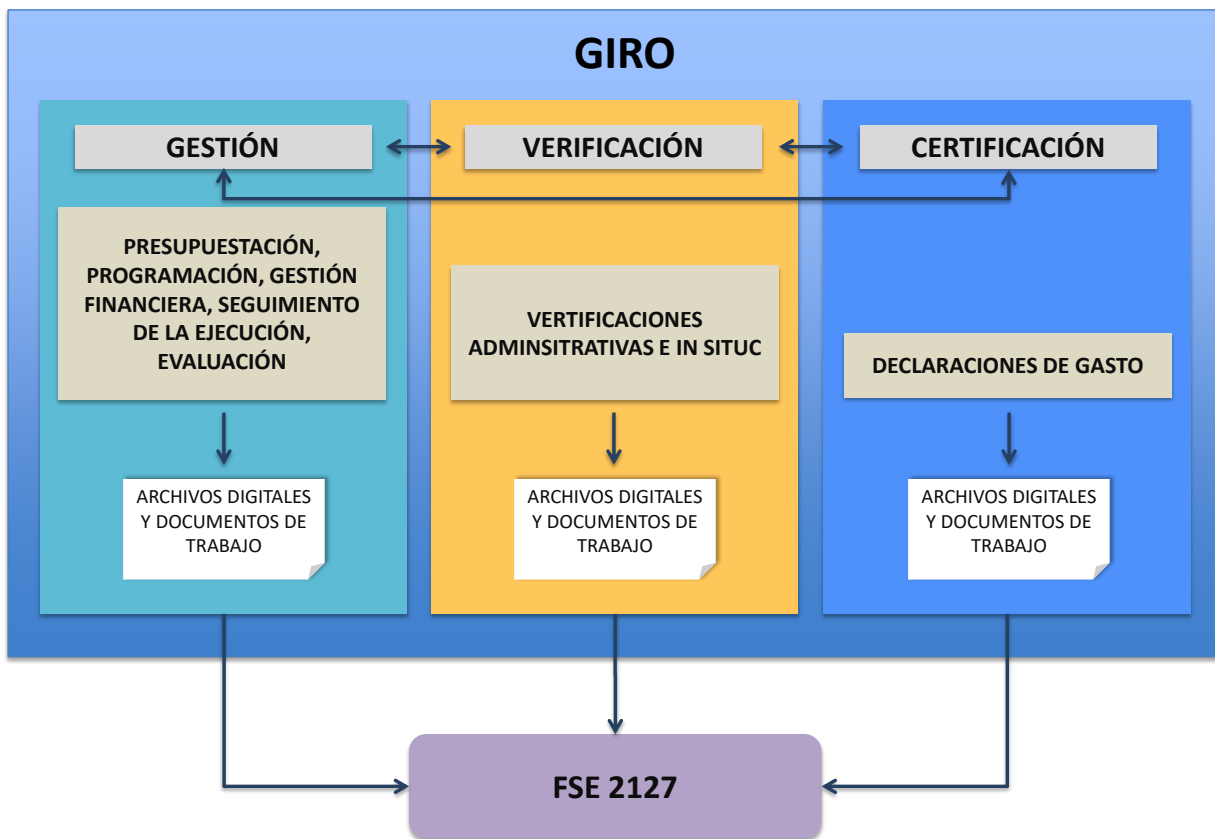 GIRO
GESTIÓN
VERIFICACIÓN
CERTIFICACIÓN
PRESUPUESTACIÓN,
PROGRAMACIÓN, GESTIÓN
FINANCIERA, SEGUIMIENTO
DE LA EJECUCIÓN,
EVALUACIÓN
VERTIFICACIONES
ADMINSITRATIVAS E IN SITUC
DECLARACIONES DE GASTO
ARCHIVOS DIGITALES
Y DOCUMENTOS DE
TRABAJO
ARCHIVOS DIGITALES
Y DOCUMENTOS DE
TRABAJO
ARCHIVOS DIGITALES
Y DOCUMENTOS DE
TRABAJO
FSE 2127